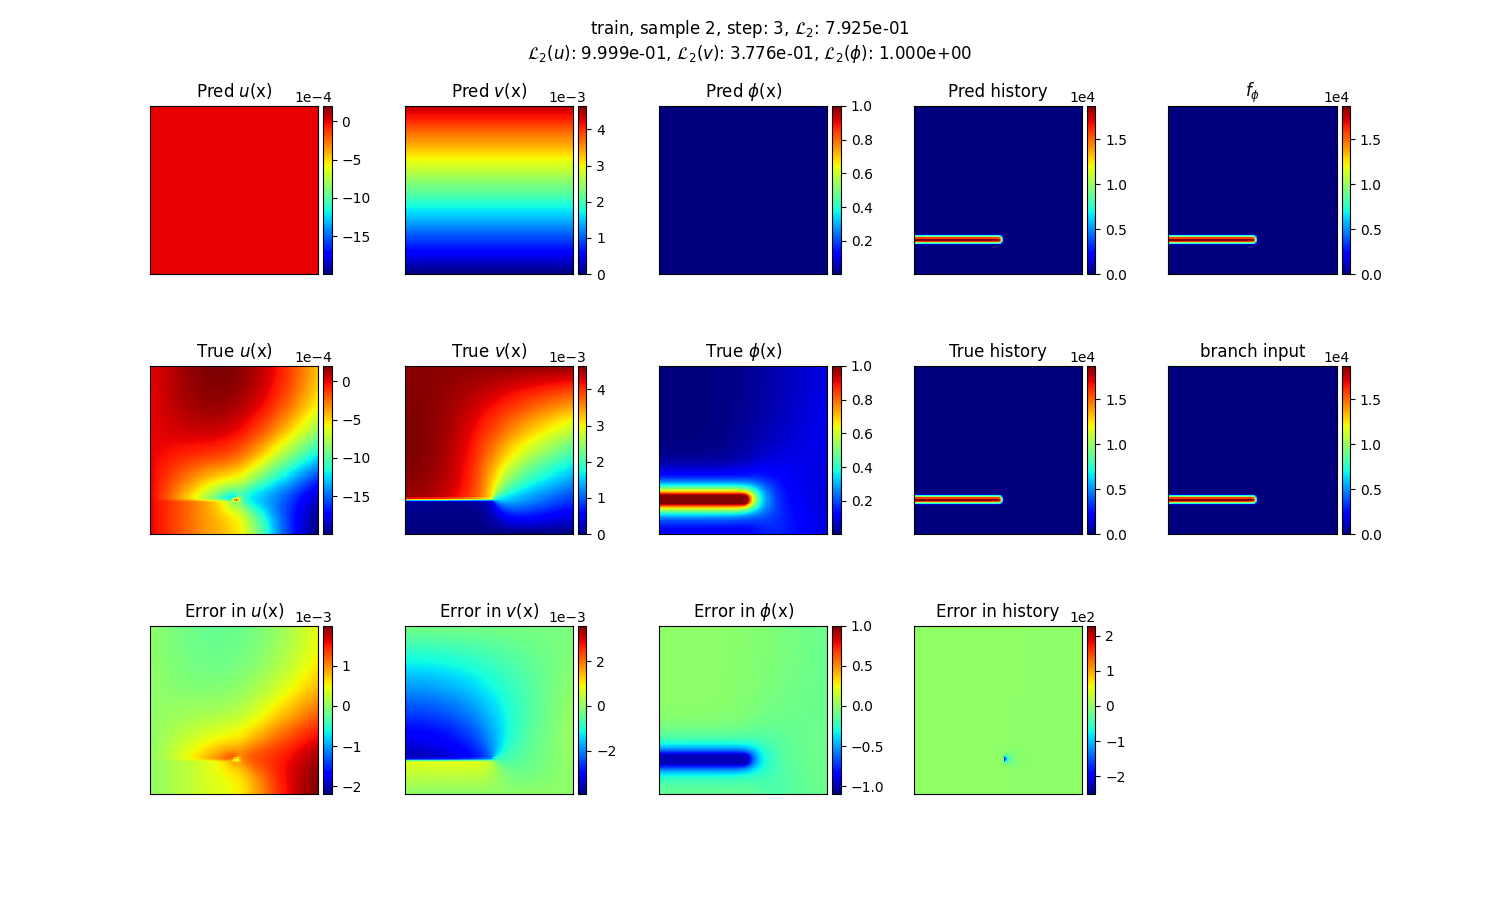 train, sample 2, step: 3, ℒ₂: 7.925e-01
ℒ₂(u): 9.999e-01, ℒ₂(v): 3.776e-01, ℒ₂(ϕ): 1.000e+00
Pred u(x)
1e−4
0
−5
−10
−15
Pred v(x)
1e−3
4
3
2
1
0
Pred ϕ(x)
1.0
0.8
0.6
0.4
0.2
Pred history
1e4
1.5
1.0
0.5
0.0
f_ϕ
1e4
1.5
1.0
0.5
0.0
True u(x)
1e−4
0
−5
−10
−15
True v(x)
1e−3
4
3
2
1
0
True ϕ(x)
1.0
0.8
0.6
0.4
0.2
True history
1e4
1.5
1.0
0.5
0.0
branch input
1e4
1.5
1.0
0.5
0.0
Error in u(x)
1e−3
1
0
−1
−2
Error in v(x)
1e−3
2
0
−2
Error in ϕ(x)
1.0
0.5
0.0
−0.5
−1.0
Error in history
1e2
2
1
0
−1
−2